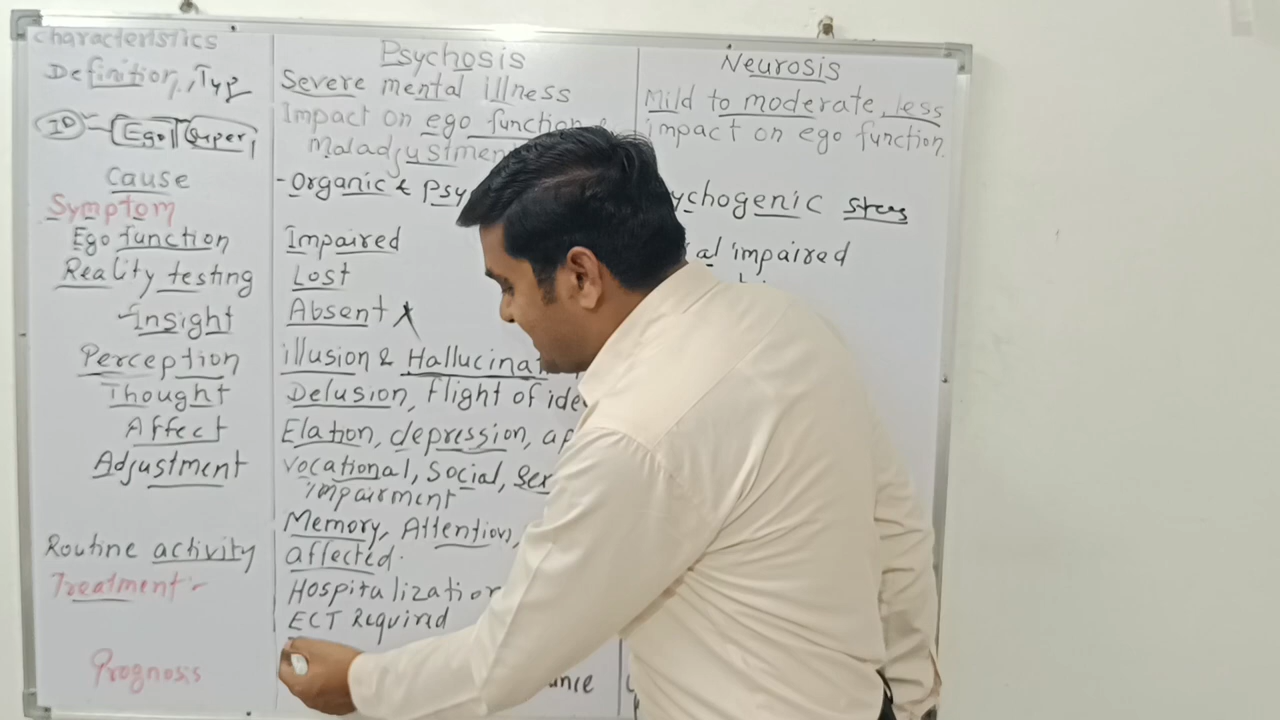 Characteristics
Definition, Typ
ID Ego Super
Cause
Symptom
Ego function
Reality testing
Insight
Perception
Thought
Affect
Adjustment
Routine activity
Treatment:-
Prognosis
Psychosis
Severe mental illness
Impact on ego function
Maladjustmen
-Organic & Psy
Impaired
Lost
Absent X
illusion & Hallucinat
Delusion, Flight of ide
Elation, depression, ap
Vocational, Social, Sex
impairment
Memory, Attention,
affected.
Hospitalization
ECT Required
Neurosis
Mild to moderate, less
impact on ego function.
ychogenic stress
al impaired